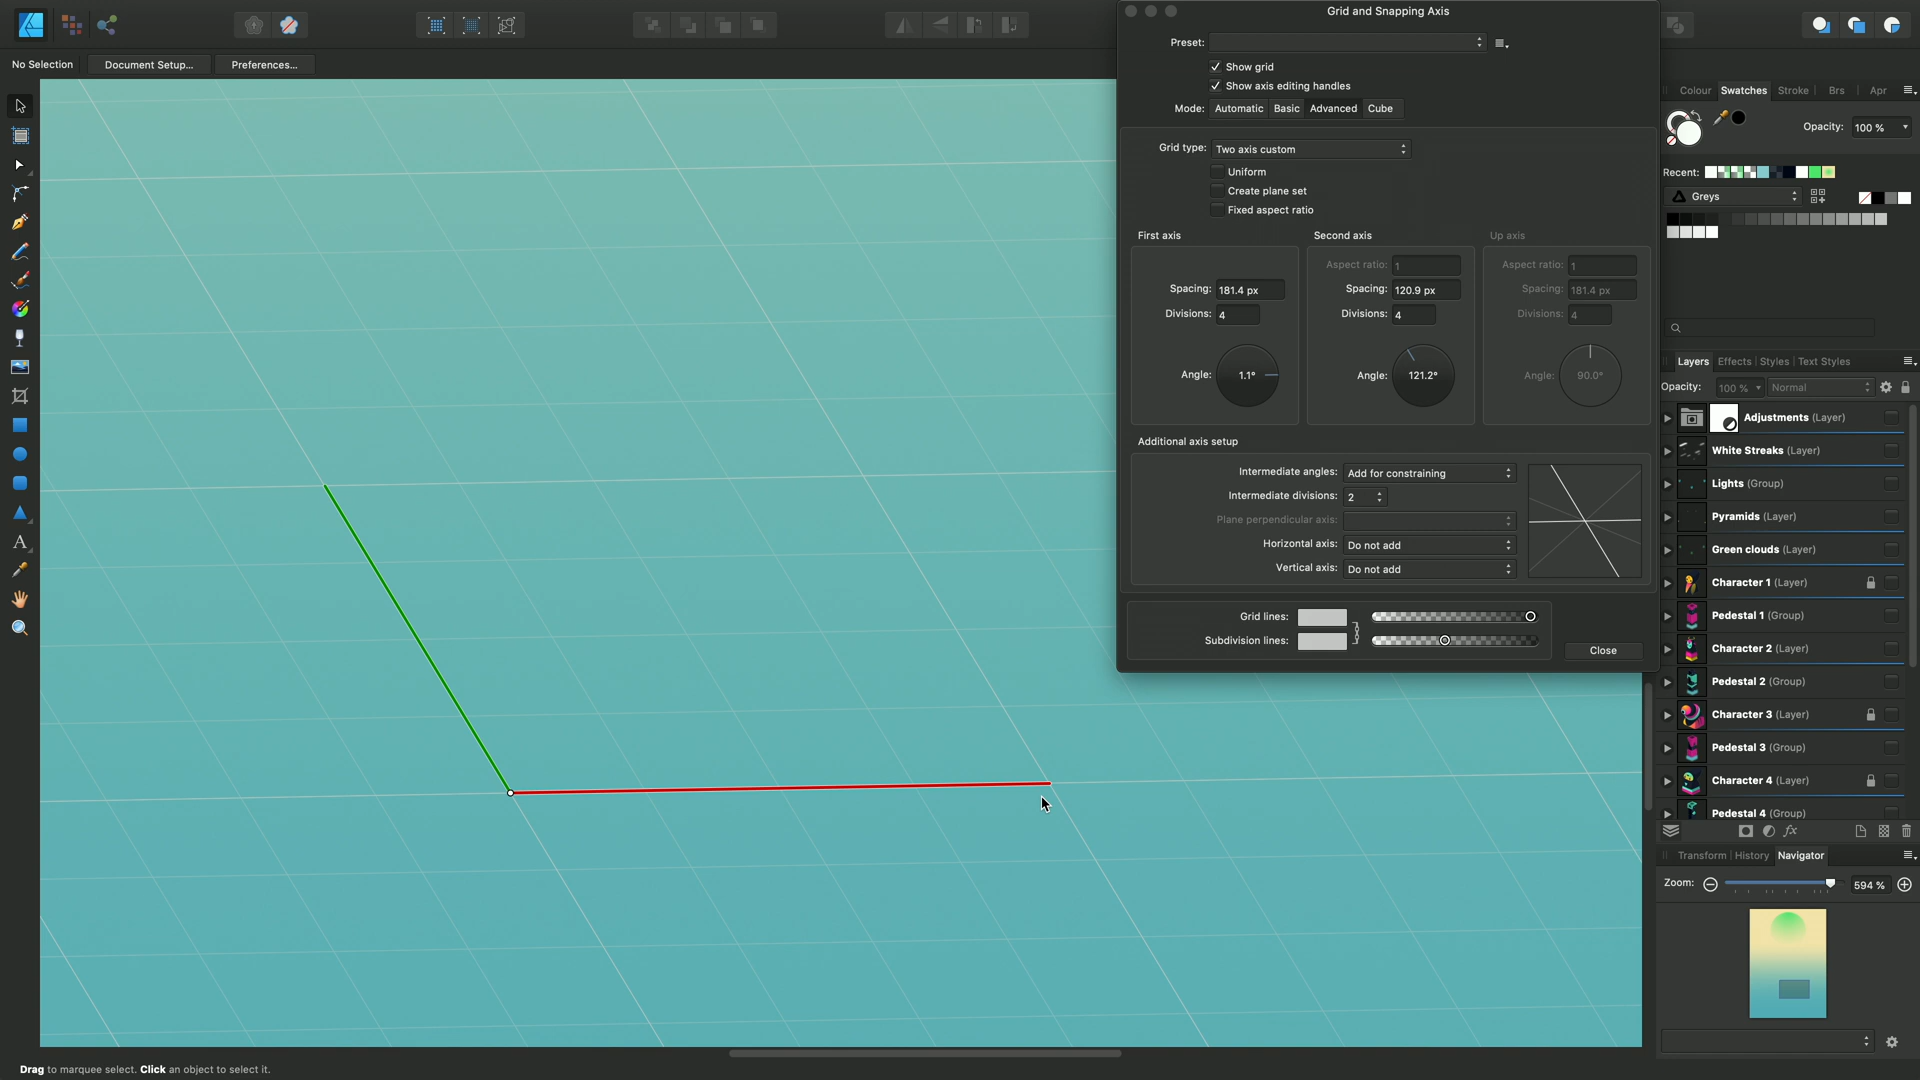 Grid and Snapping Axis
No Selection
Document Setup...
Preferences...
Preset:
Show grid
Show axis editing handles
Mode: Automatic Basic Advanced Cube
Grid type: Two axis custom
Uniform
Create plane set
Fixed aspect ratio
First axis
Spacing: 181.4 px
Divisions: 4
Angle: 1.1°
Second axis
Aspect ratio: 1
Spacing: 120.9 px
Divisions: 4
Angle: 121.2°
Up axis
Aspect ratio: 1
Spacing: 181.4 px
Divisions: 4
Angle: 90.0°
Additional axis setup
Intermediate angles: Add for constraining
Intermediate divisions: 2
Plane perpendicular axis:
Horizontal axis: Do not add
Vertical axis: Do not add
Grid lines:
Subdivision lines:
Close
Colour Swatches Stroke Brs Apr
Opacity: 100 %
Recent:
Greys
Layers Effects Styles Text Styles
Opacity: 100 % Normal
Adjustments (Layer)
White Streaks (Layer)
Lights (Group)
Pyramids (Layer)
Green clouds (Layer)
Character 1 (Layer)
Pedestal 1 (Group)
Character 2 (Layer)
Pedestal 2 (Group)
Character 3 (Layer)
Pedestal 3 (Group)
Character 4 (Layer)
Pedestal 4 (Group)
fx
Transform History Navigator
Zoom: 594 %
A
Drag to marquee select. Click an object to select it.